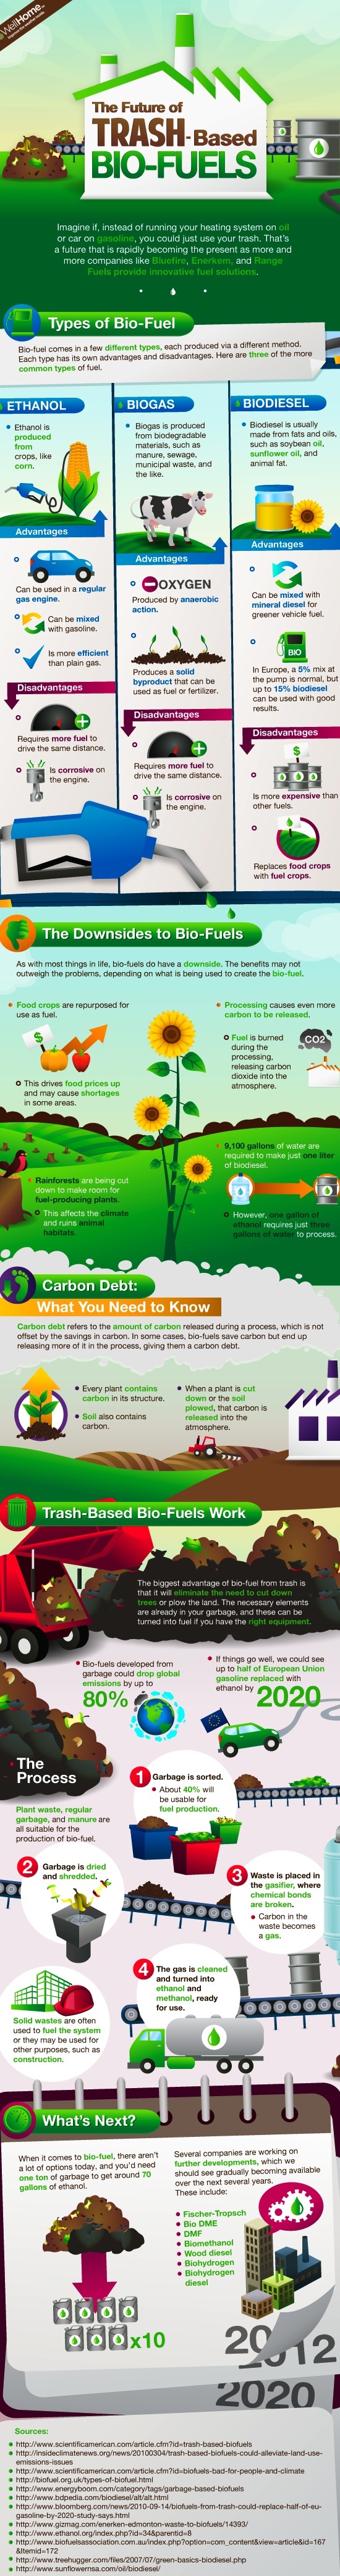 WellHome
The Future of
TRASH-Based
BIO-FUELS
Imagine if, instead of running your heating system on oil
or car on gasoline, you could just use your trash. That's
a future that is rapidly becoming the present as more and
more companies like Bluefire, Enerkem, and Range
Fuels provide innovative fuel solutions.
Types of Bio-Fuel
Bio-fuel comes in a few different types, each produced via a different method.
Each type has its own advantages and disadvantages. Here are three of the more
common types of fuel.
ETHANOL
Ethanol is
produced
from
crops, like
corn.
Advantages
Can be used in a regular
gas engine.
Can be mixed
with gasoline.
Is more efficient
than plain gas.
Disadvantages
Requires more fuel to
drive the same distance.
Is corrosive on
the engine.
BIOGAS
Biogas is produced
from biodegradable
materials, such as
manure, sewage,
municipal waste, and
the like.
Advantages
OXYGEN
Produced by anaerobic
action.
Produces a solid
byproduct that can be
used as fuel or fertilizer.
Disadvantages
Requires more fuel to
drive the same distance.
Is corrosive on
the engine.
BIODIESEL
Biodiesel is usually
made from fats and oils,
such as soybean oil,
sunflower oil, and
animal fat.
Advantages
Can be mixed with
mineral diesel for
greener vehicle fuel.
BIO
In Europe, a 5% mix at
the pump is normal, but
up to 15% biodiesel
can be used with good
results.
Disadvantages
$
Is more expensive than
other fuels.
Replaces food crops
with fuel crops.
The Downsides to Bio-Fuels
As with most things in life, bio-fuels do have a downside. The benefits may not
outweigh the problems, depending on what is being used to create the bio-fuel.
Food crops are repurposed for
use as fuel.
$
This drives food prices up
and may cause shortages
in some areas.
Rainforests are being cut
down to make room for
fuel-producing plants.
This affects the climate
and ruins animal
habitats.
Processing causes even more
carbon to be released.
Fuel is burned
during the
processing,
releasing carbon
dioxide into the
atmosphere.
CO2
9,100 gallons of water are
required to make just one liter
of biodiesel.
However, one gallon of
ethanol requires just three
gallons of water to process.
Carbon Debt:
What You Need to Know
Carbon debt refers to the amount of carbon released during a process, which is not
offset by the savings in carbon. In some cases, bio-fuels save carbon but end up
releasing more of it in the process, giving them a carbon debt.
Every plant contains
carbon in its structure.
Soil also contains
carbon.
When a plant is cut
down or the soil
plowed, that carbon is
released into the
atmosphere.
Trash-Based Bio-Fuels Work
The biggest advantage of bio-fuel from trash is
that it will eliminate the need to cut down
trees or plow the land. The necessary elements
are already in your garbage, and these can be
turned into fuel if you have the right equipment.
Bio-fuels developed from
garbage could drop global
emissions by up to
80%
If things go well, we could see
up to half of European Union
gasoline replaced with
ethanol by 2020
The
Process
Plant waste, regular
garbage, and manure are
all suitable for the
production of bio-fuel.
1 Garbage is sorted.
About 40% will
be usable for
fuel production.
2 Garbage is dried
and shredded.
3 Waste is placed in
the gasifier, where
chemical bonds
are broken.
Carbon in the
waste becomes
a gas.
4 The gas is cleaned
and turned into
ethanol and
methanol, ready
for use.
Solid wastes are often
used to fuel the system
or they may be used for
other purposes, such as
construction.
What's Next?
When it comes to bio-fuel, there aren't
a lot of options today, and you'd need
one ton of garbage to get around 70
gallons of ethanol.
x10
Several companies are working on
further developments, which we
should see gradually becoming available
over the next several years.
These include:
Fischer-Tropsch
Bio DME
DMF
Biomethanol
Wood diesel
Biohydrogen
Biohydrogen
diesel
2012
2020
Sources:
http://www.scientificamerican.com/article.cfm?id=trash-based-biofuels
http://insideclimatenews.org/news/20100304/trash-based-biofuels-could-alleviate-land-use-
emissions-issues
http://www.scientificamerican.com/article.cfm?id=biofuels-bad-for-people-and-climate
http://biofuel.org.uk/types-of-biofuel.html
http://www.energyboom.com/category/tags/garbage-based-biofuels
http://www.bdpedia.com/biodiesel/alt/alt.html
http://www.bloomberg.com/news/2010-09-14/biofuels-from-trash-could-replace-half-of-eu-
gasoline-by-2020-study-says.html
http://www.gizmag.com/enerken-edmonton-waste-to-biofuels/14393/
http://www.ethanol.org/index.php?id=34&parentid=8
http://www.biofuelsassociation.com.au/index.php?option=com_content&view=article&id=167
&Itemid=172
http://www.treehugger.com/files/2007/07/green-basics-biodiesel.php
http://www.sunflowernsa.com/oil/biodiesel/